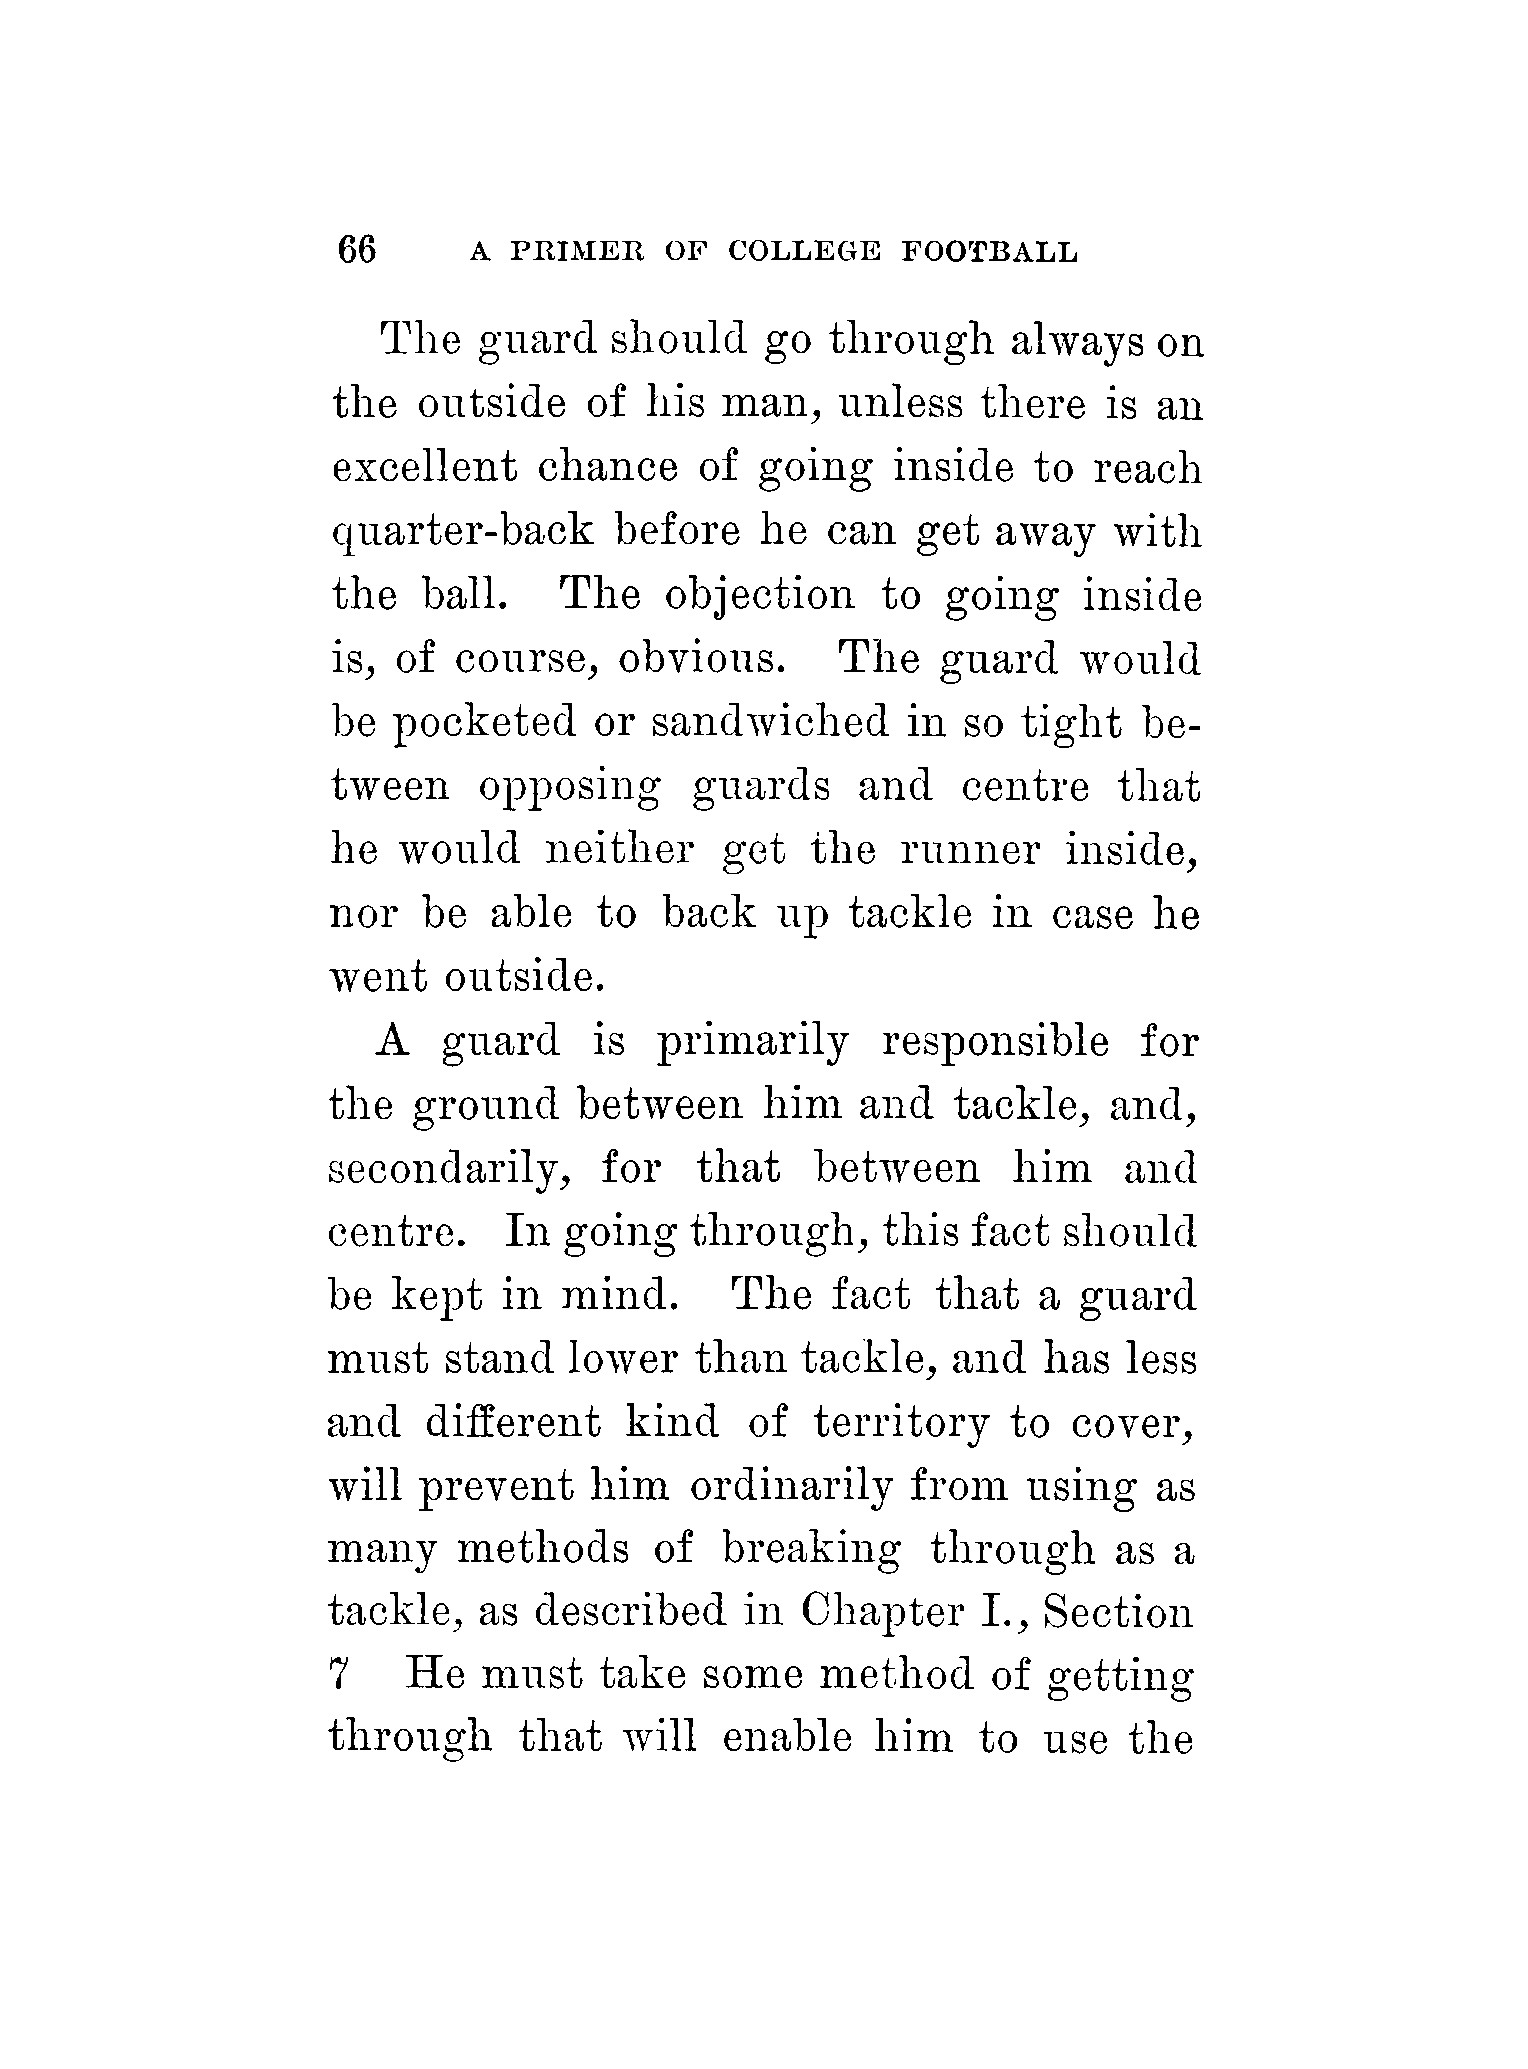 66 A PRIMER OF COLLEGE FOOTBALL
The guard should go through always on
the outside of his man, unless there is an
excellent chance of going inside to reach
quarter-back before he can get away with
the ball. The objection to going inside
is, of course, obvious. The guard would
be pocketed or sandwiched in so tight be-
tween opposing guards and centre that
he would neither get the runner inside,
nor be able to back up tackle in case he
went outside.
A guard is primarily responsible for
the ground between him and tackle, and,
secondarily, for that between him and
centre. In going through, this fact should
be kept in mind. The fact that a guard
must stand lower than tackle, and has less
and different kind of territory to cover,
will prevent him ordinarily from using as
many methods of breaking through as a
tackle, as described in Chapter I., Section
7 He must take some method of getting
through that will enable him to use the